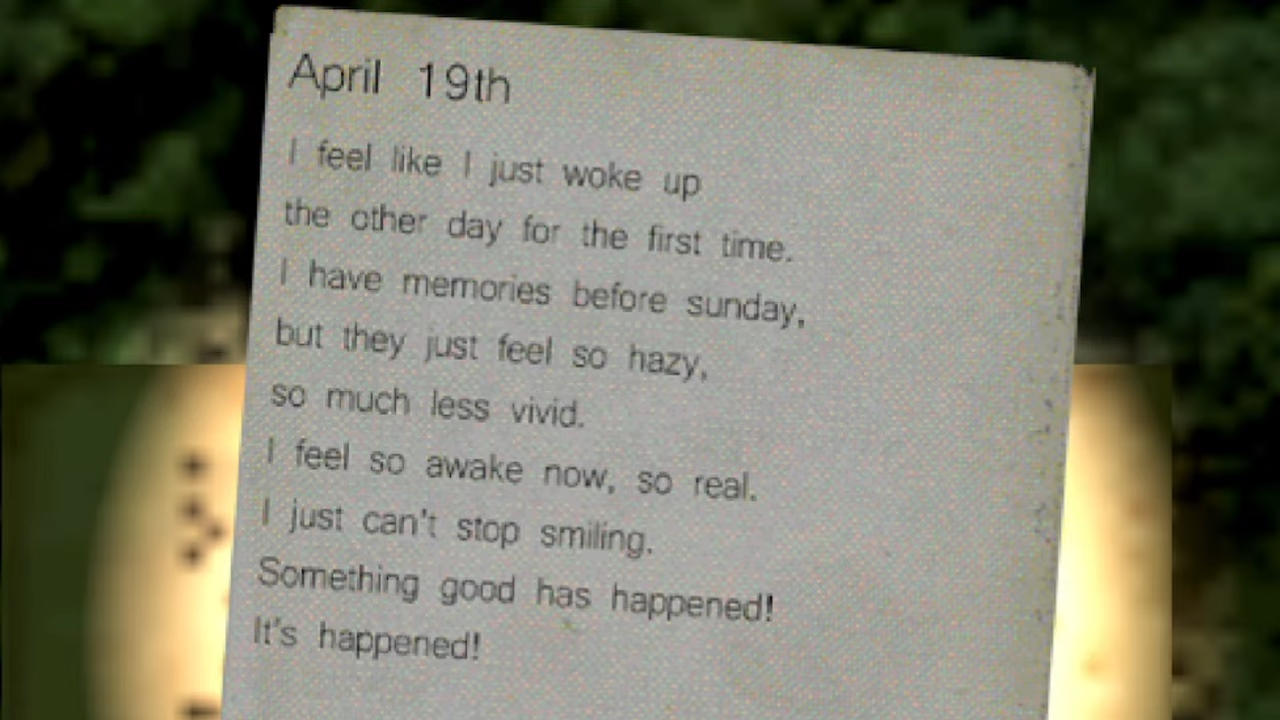 April 19th
I feel like I just woke up
the other day for the first time.
I have memories before sunday,
but they just feel so hazy,
so much less vivid.
I feel so awake now, so real.
I just can't stop smiling.
Something good has happened!
It's happened!